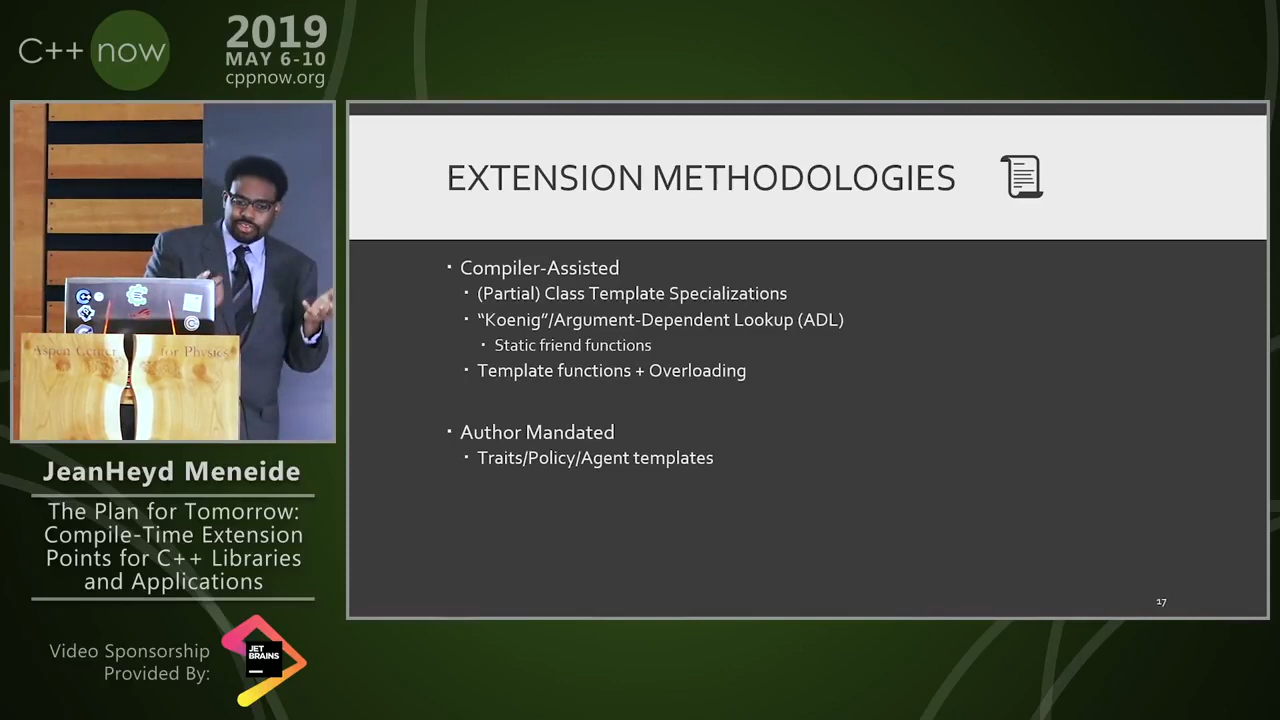 C++ now
2019
MAY 6-10
cppnow.org
EXTENSION METHODOLOGIES
Compiler-Assisted
(Partial) Class Template Specializations
“Koenig”/Argument-Dependent Lookup (ADL)
Static friend functions
Template functions + Overloading
Author Mandated
Traits/Policy/Agent templates
17
Aspen Center for Physics
JeanHeyd Meneide
The Plan for Tomorrow:
Compile-Time Extension
Points for C++ Libraries
and Applications
Video Sponsorship
Provided By:
JET
BRAINS